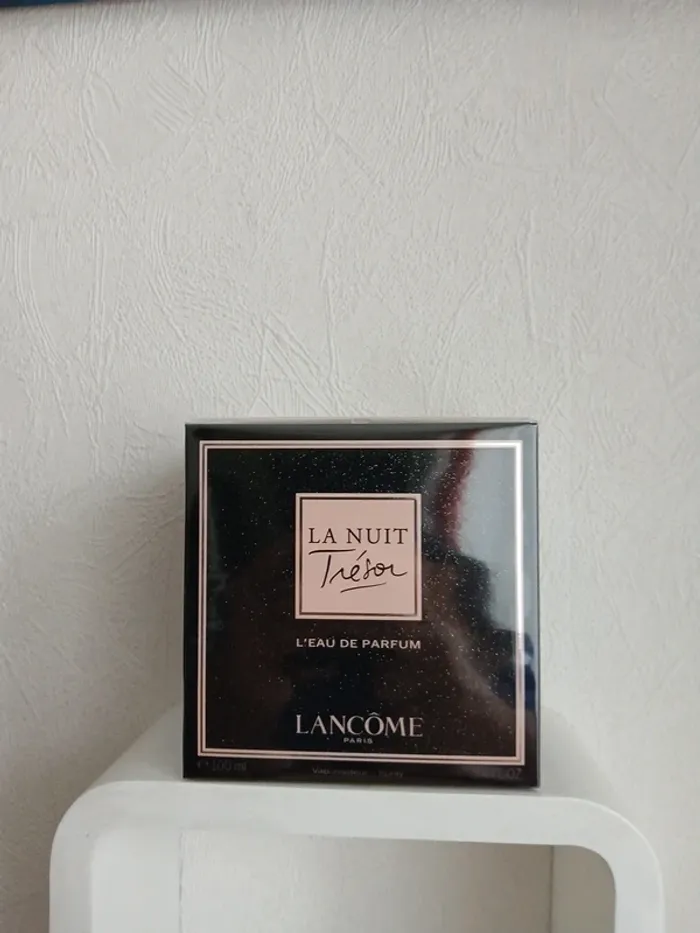 LA NUIT
Trésor
L'EAU DE PARFUM
LANCÔME
PARIS
100 ml